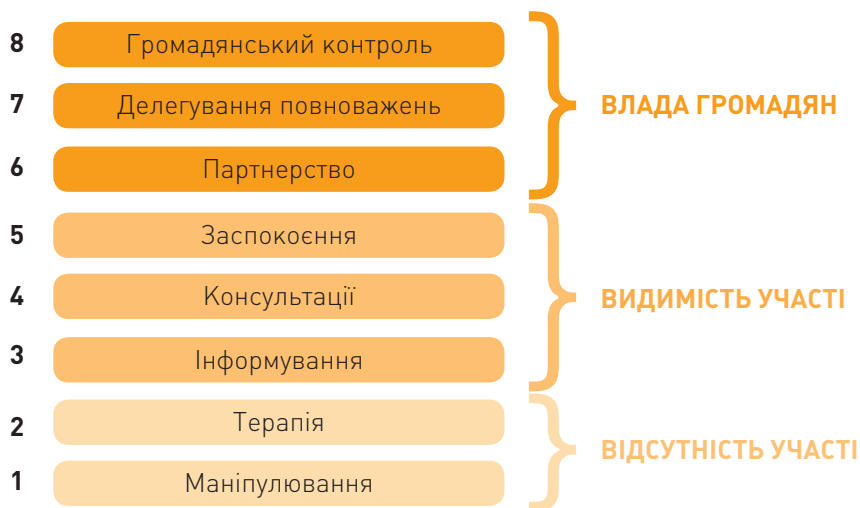 8 Громадянський контроль
7 Делегування повноважень
ВЛАДА ГРОМАДЯН
6 Партнерство
5 Заспокоєння
4 Консультації
ВИДИМІСТЬ УЧАСТІ
3 Інформування
2 Терапія
ВІДСУТНІСТЬ УЧАСТІ
1 Маніпулювання